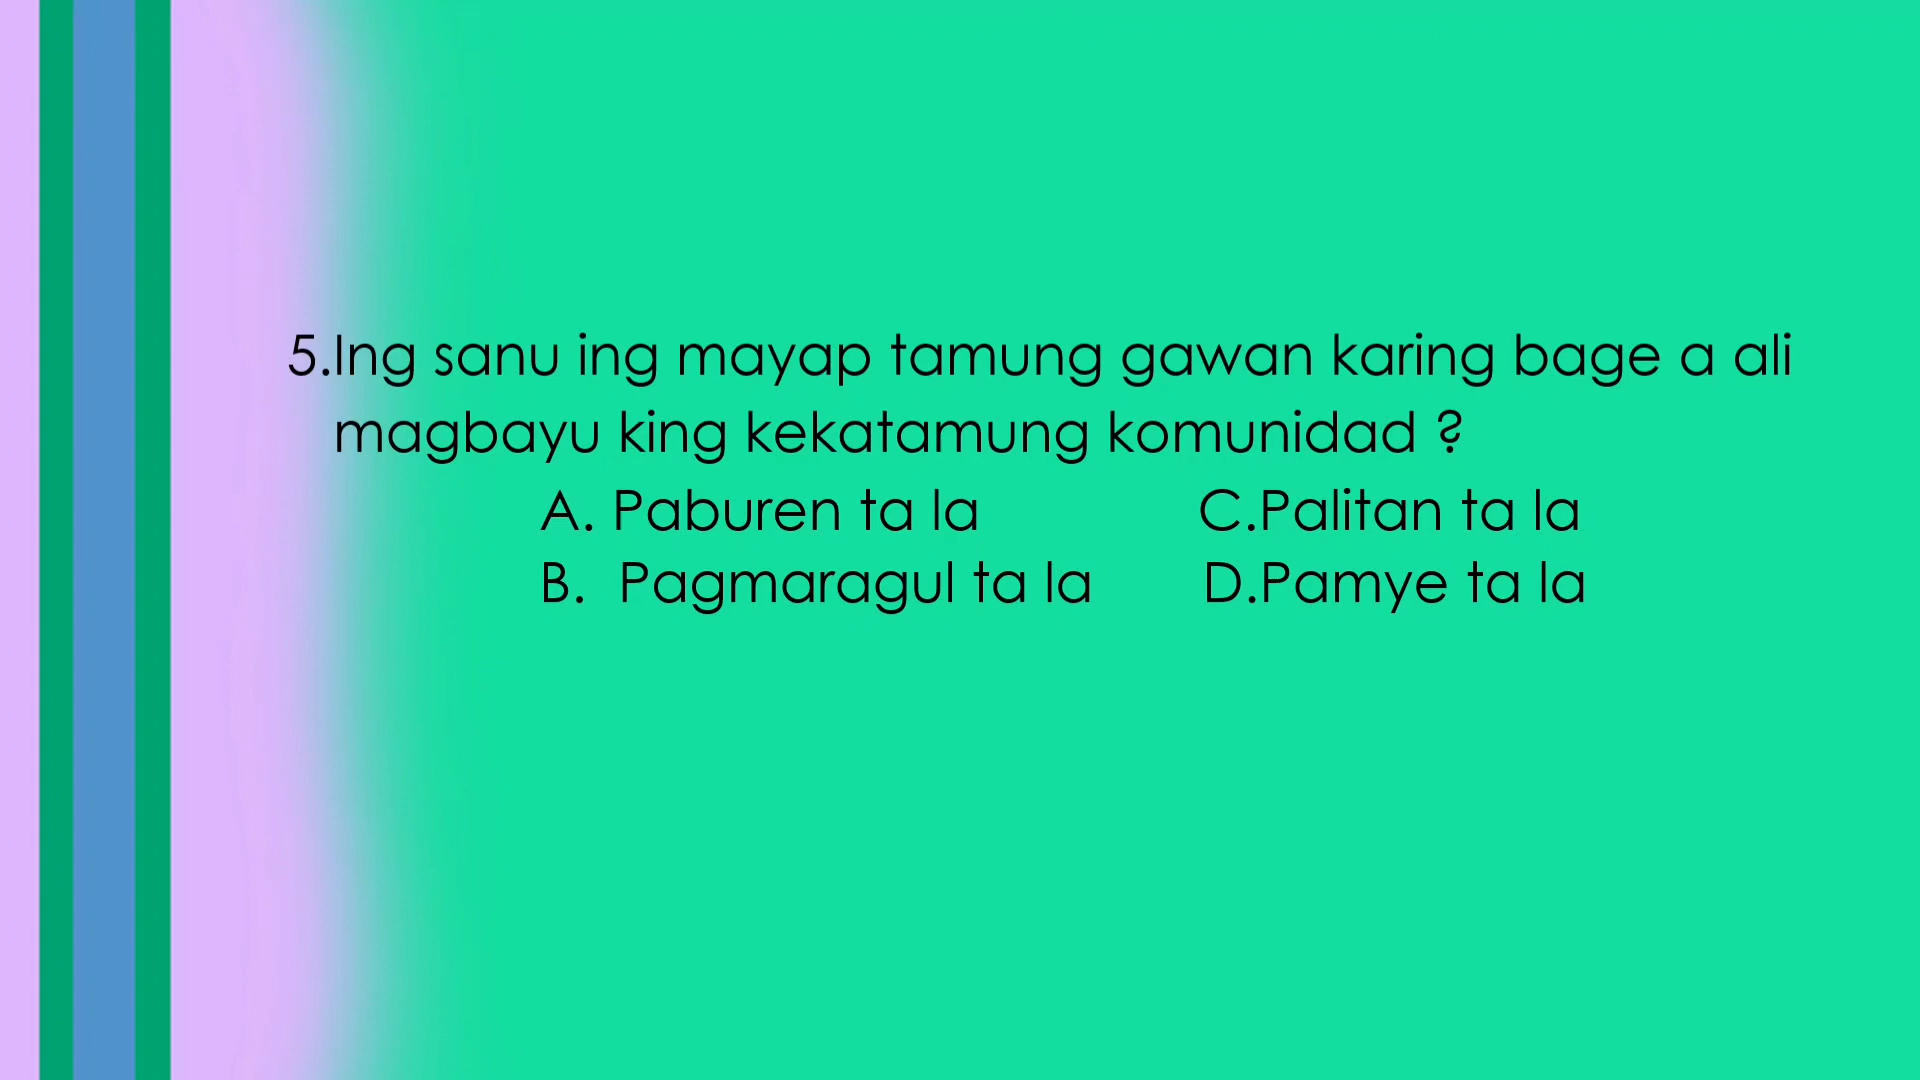 5.Ing sanu ing mayap tamung gawan karing bage a ali
magbayu king kekatamung komunidad ?
A. Paburen ta la C.Palitan ta la
B. Pagmaragul ta la D.Pamye ta la